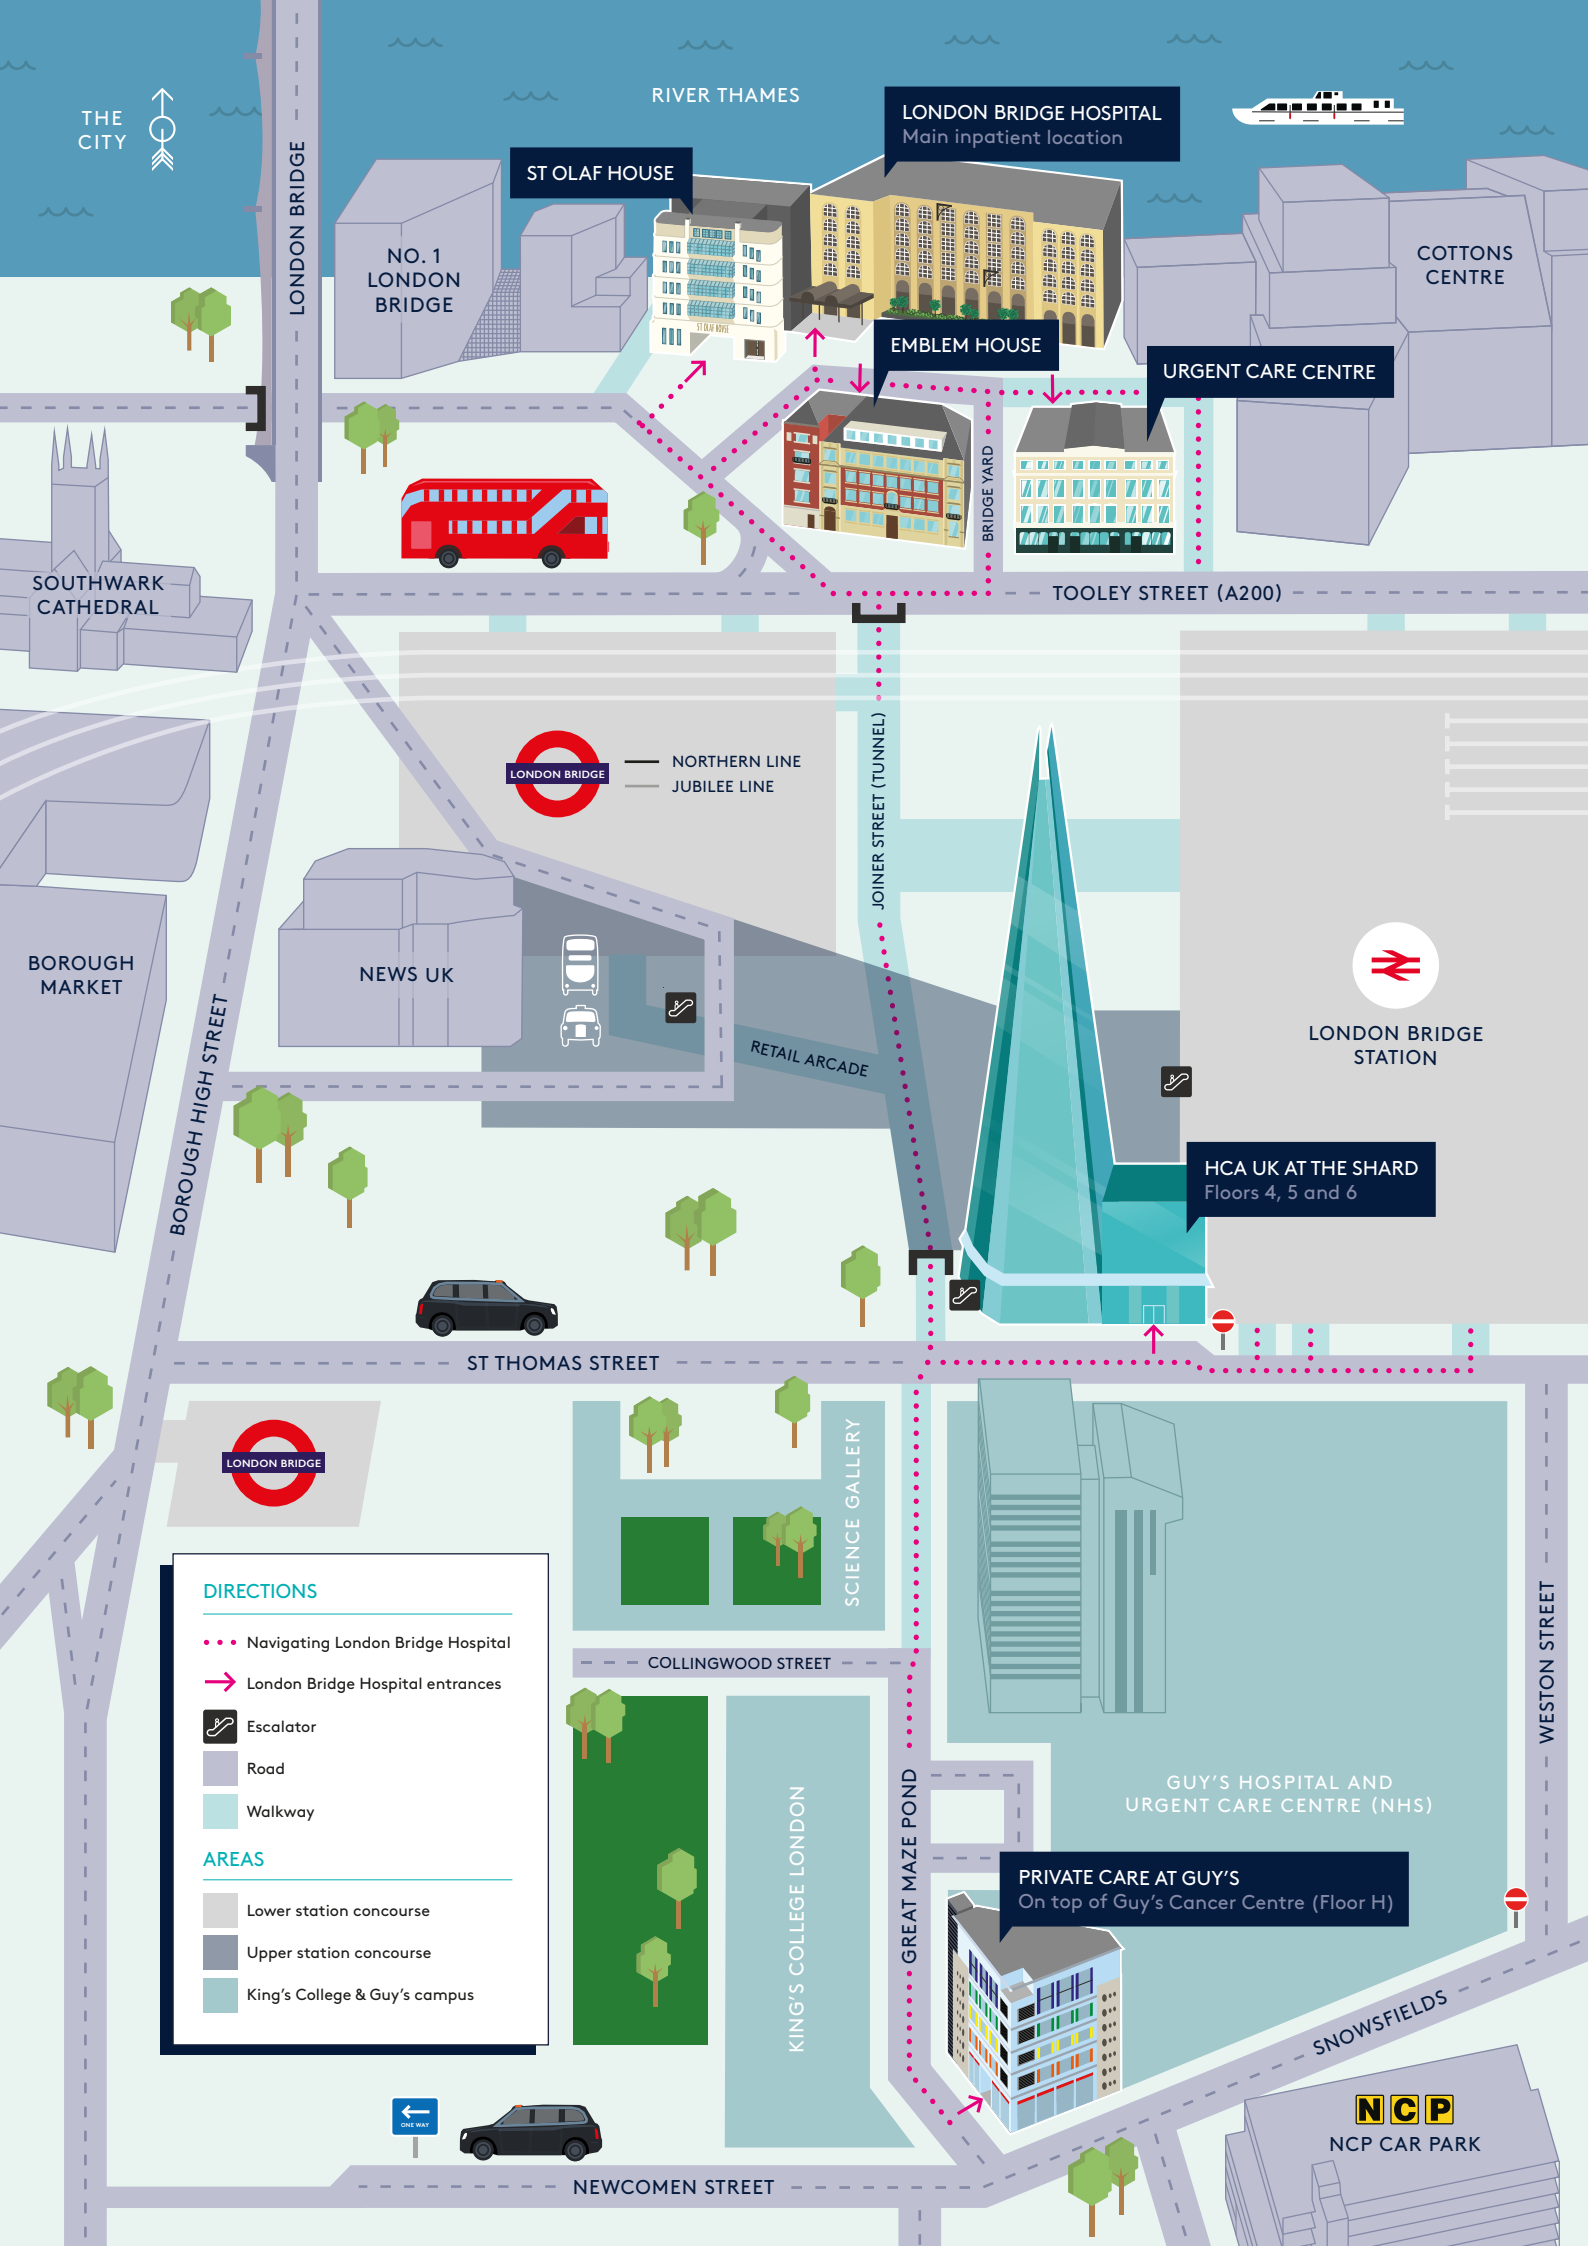 RIVER THAMES
THE
CITY
LONDON BRIDGE
LONDON BRIDGE HOSPITAL
Main inpatient location
ST OLAF HOUSE
NO. 1
LONDON
BRIDGE
COTTONS
CENTRE
ST OLAF HOUSE
EMBLEM HOUSE
URGENT CARE CENTRE
BRIDGE YARD
SOUTHWARK
CATHEDRAL
TOOLEY STREET (A200)
LONDON BRIDGE
NORTHERN LINE
JUBILEE LINE
JOINER STREET (TUNNEL)
BOROUGH
MARKET
NEWS UK
BOROUGH HIGH STREET
RETAIL ARCADE
LONDON BRIDGE
STATION
HCA UK AT THE SHARD
Floors 4, 5 and 6
ST THOMAS STREET
LONDON BRIDGE
SCIENCE GALLERY
DIRECTIONS
Navigating London Bridge Hospital
London Bridge Hospital entrances
Escalator
Road
Walkway
AREAS
Lower station concourse
Upper station concourse
King's College & Guy's campus
COLLINGWOOD STREET
WESTON STREET
KING'S COLLEGE LONDON
GREAT MAZE POND
GUY'S HOSPITAL AND
URGENT CARE CENTRE (NHS)
PRIVATE CARE AT GUY'S
On top of Guy's Cancer Centre (Floor H)
SNOWSFIELDS
ONE WAY
NCP
NCP CAR PARK
NEWCOMEN STREET